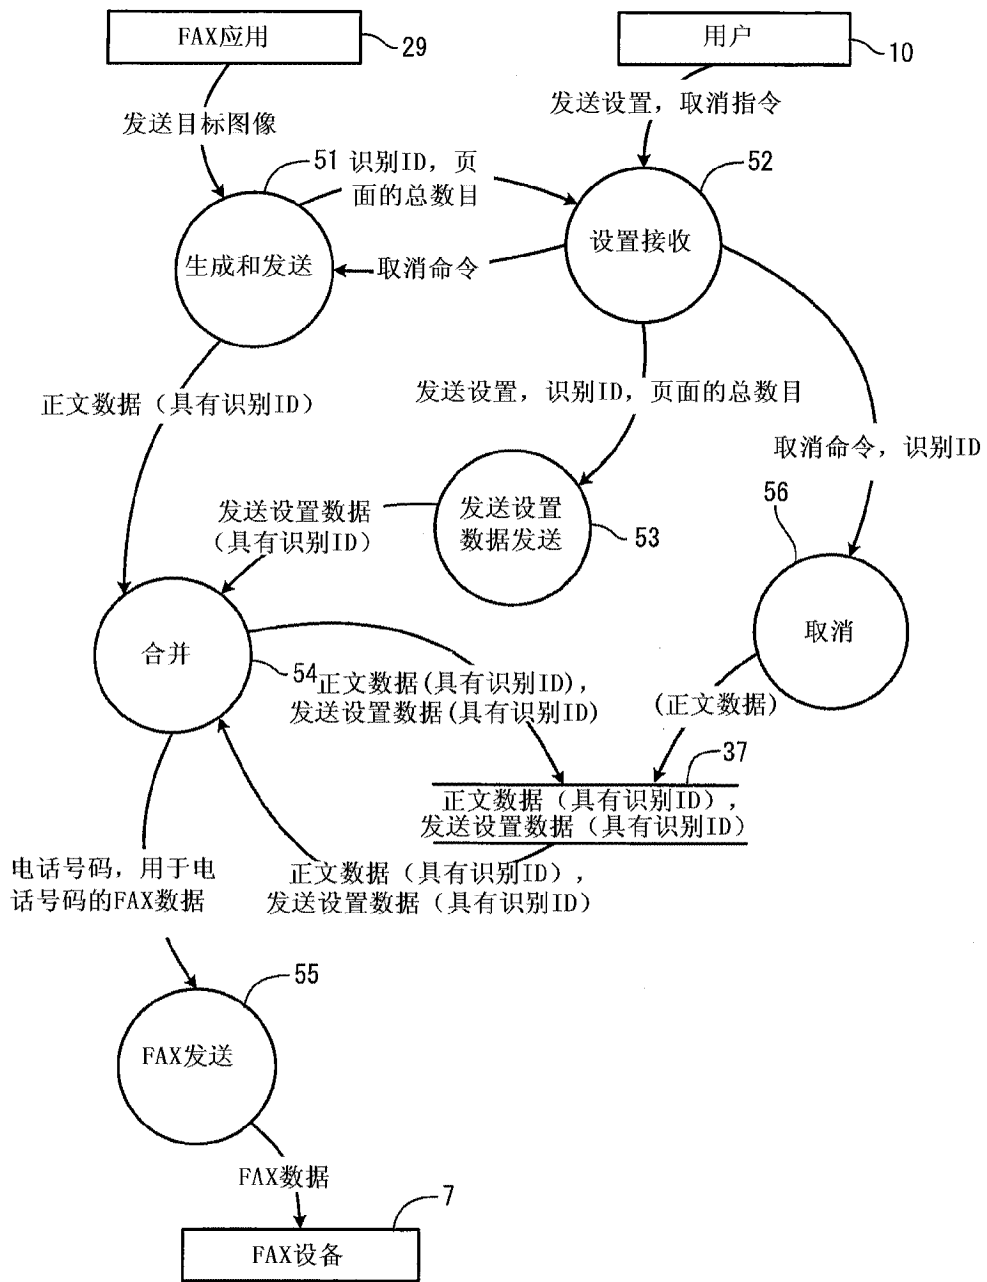 FAX应用
29
用户
10
发送设置，取消指令
发送目标图像
51
识别ID，页
面的总数目
52
生成和发送
设置接收
取消命令
正文数据（具有识别ID）
发送设置，识别ID，页面的总数目
取消命令，识别ID
发送设置数据
（具有识别ID）
发送设置
数据发送
53
56
合并
54
取消
正文数据(具有识别ID)，
发送设置数据(具有识别ID)
(正文数据)
37
正文数据（具有识别ID），
发送设置数据（具有识别ID）
电话号码，用于电
话号码的FAX数据
正文数据（具有识别ID），
发送设置数据（具有识别ID）
55
FAX发送
FAX数据
7
FAX设备